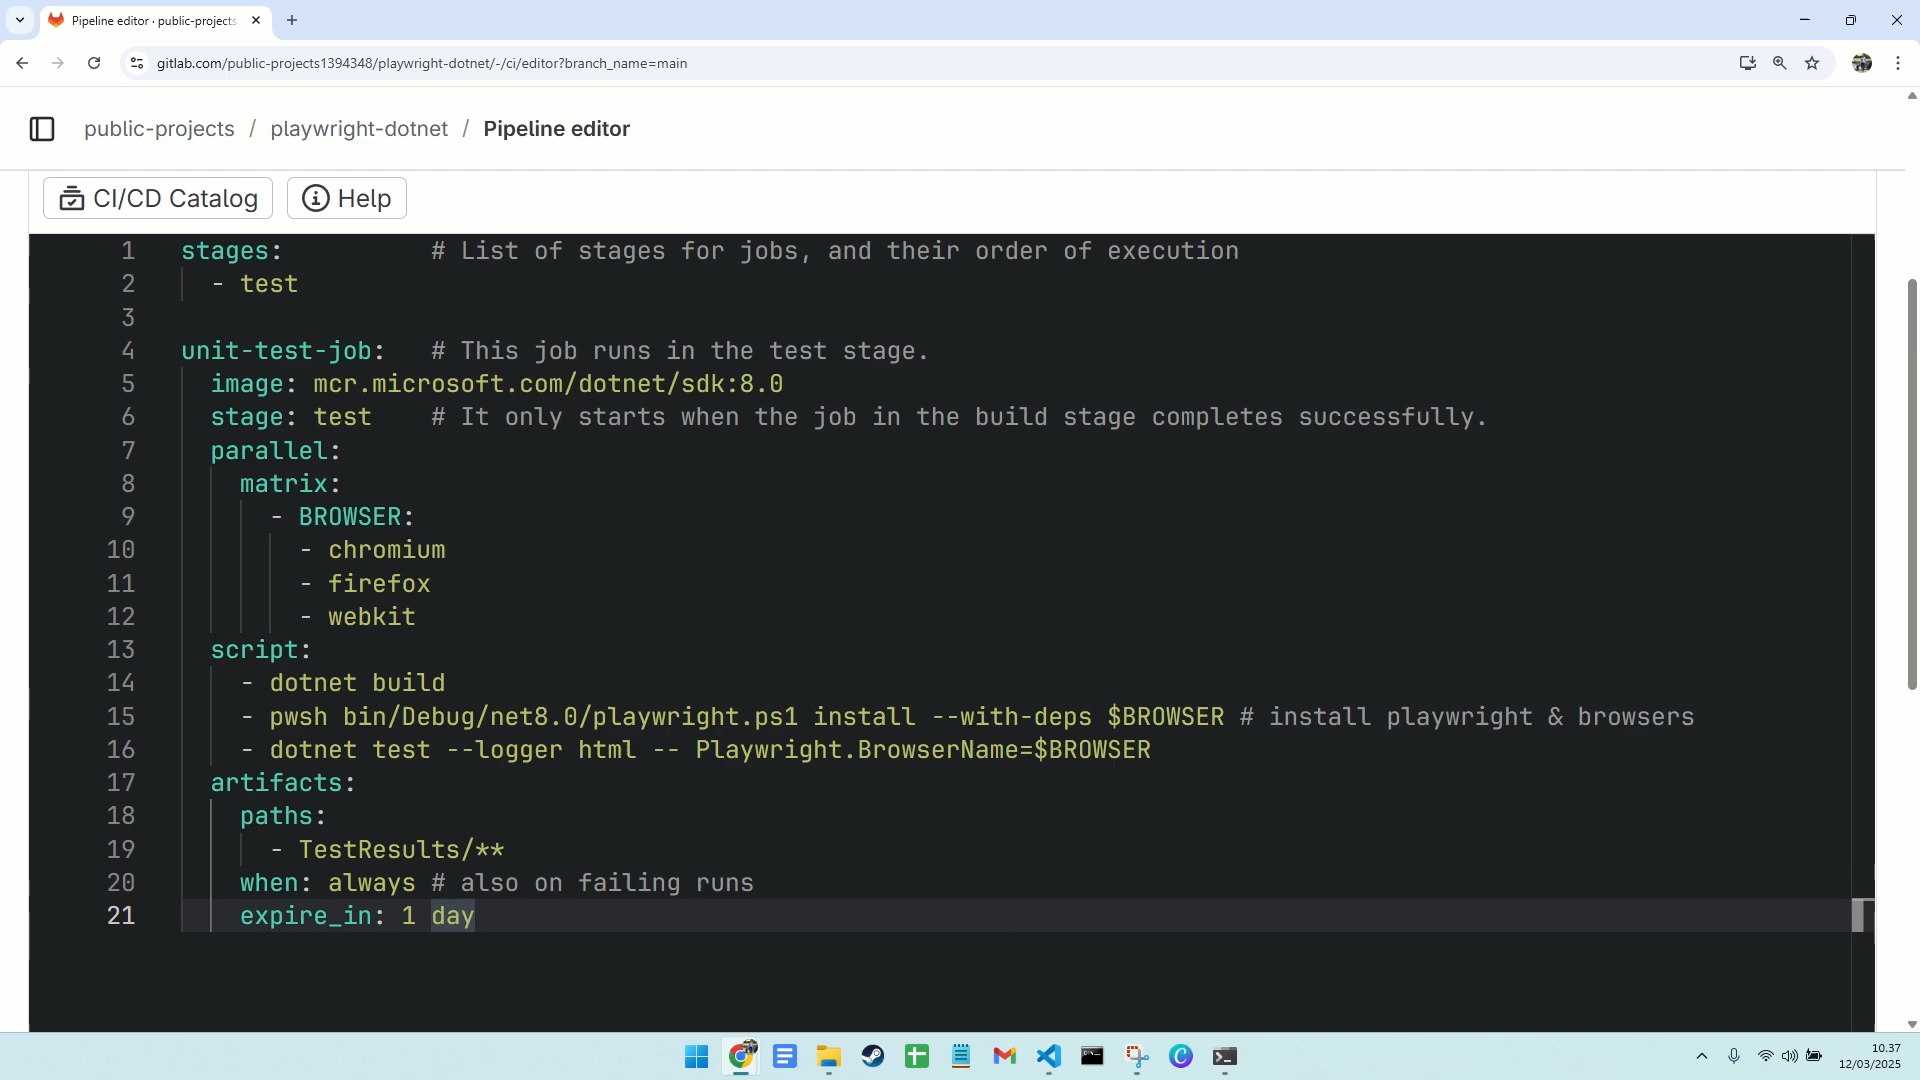 Pipeline editor · public-projects
gitlab.com/public-projects1394348/playwright-dotnet/-/ci/editor?branch_name=main
public-projects / playwright-dotnet / Pipeline editor
CI/CD Catalog Help
1 stages: # List of stages for jobs, and their order of execution
2 - test
3
4 unit-test-job: # This job runs in the test stage.
5 image: mcr.microsoft.com/dotnet/sdk:8.0
6 stage: test # It only starts when the job in the build stage completes successfully.
7 parallel:
8 matrix:
9 - BROWSER:
10 - chromium
11 - firefox
12 - webkit
13 script:
14 - dotnet build
15 - pwsh bin/Debug/net8.0/playwright.ps1 install --with-deps $BROWSER # install playwright & browsers
16 - dotnet test --logger html -- Playwright.BrowserName=$BROWSER
17 artifacts:
18 paths:
19 - TestResults/**
20 when: always # also on failing runs
21 expire_in: 1 day
10.37
12/03/2025